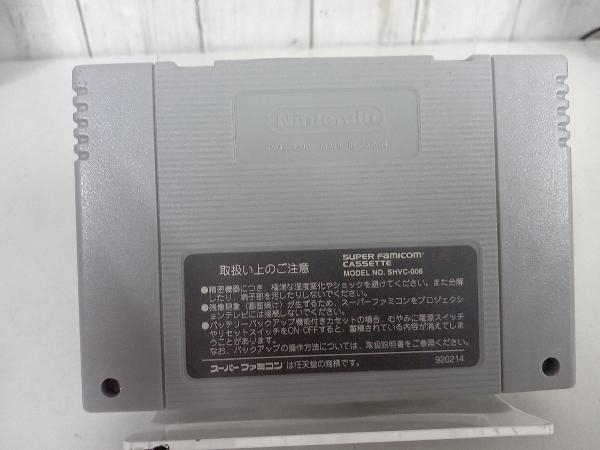 Nintendo
PAT. PEND. MADE IN JAPAN
取扱い上のご注意
SUPER FAMICOM
CASSETTE
MODEL NO. SHVC-006
●精密機器につき、極端な温度変化やショックを避けてください。また分解
したり、端子部を汚したりしないでください。
●残像現象（画面焼け）が生ずるため、スーパーファミコンをプロジェクシ
ョンテレビには接続しないでください。
●バッテリーバックアップ機能付きカセットの場合、むやみに電源スイッチ
やリセットスイッチをON・OFFすると、蓄積されている内容が消えてしま
うことがあります。
なお、バックアップの操作方法については、取扱説明書をご参照ください。
スーパーファミコン は任天堂の商標です。
920214